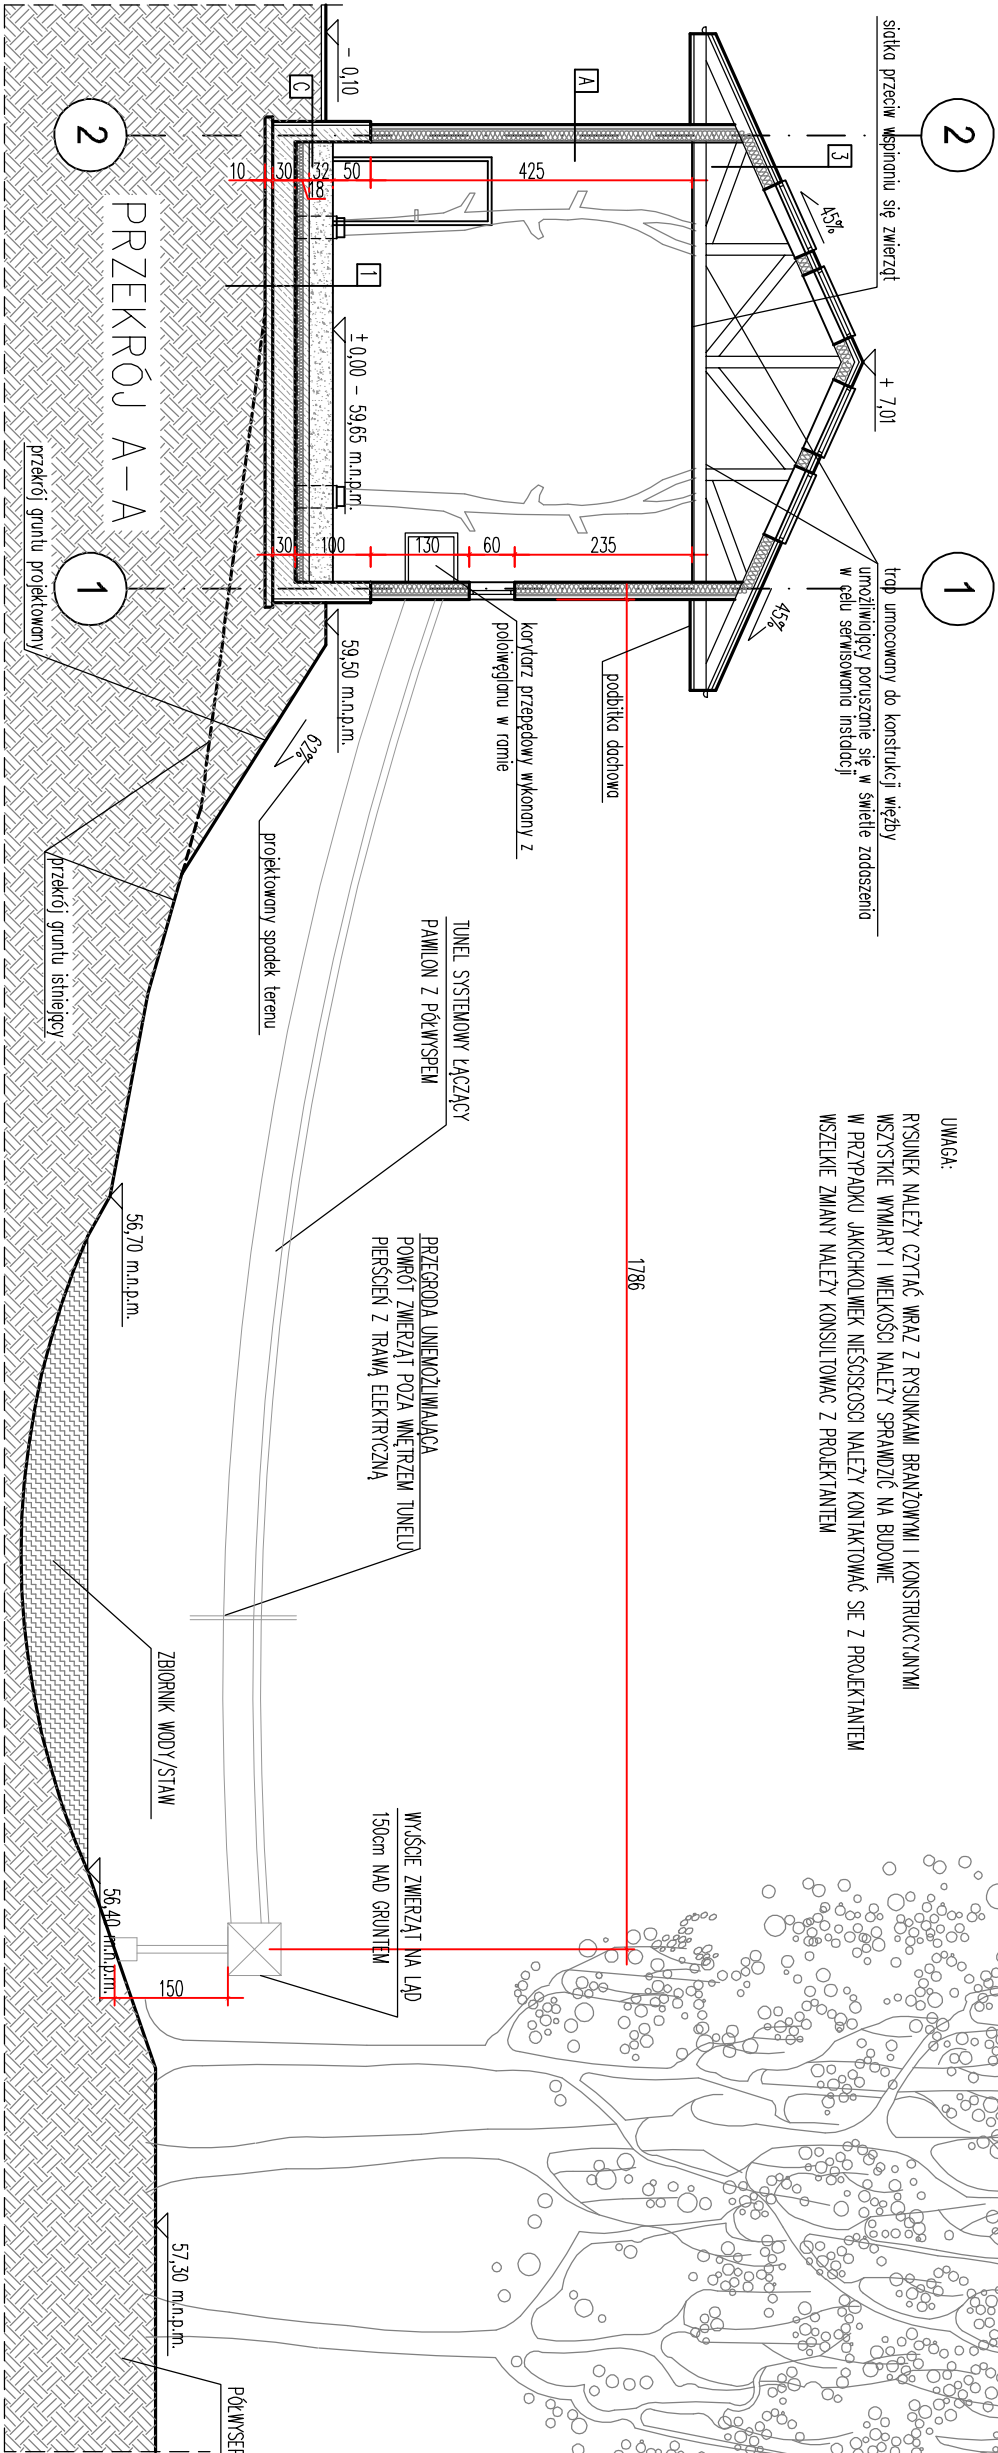 UWAGA:
RYSUNEK NALEŻY CZYTAĆ WRAZ Z RYSUNKAMI BRANŻOWYMI I KONSTRUKCYJNYMI
WSZYSTKIE WYMIARY I WIELKOŚCI NALEŻY SPRAWDZIĆ NA BUDOWIE
W PRZYPADKU JAKICHKOLWIEK NIEŚCISŁOSCI NALEŻY KONTAKTOWAĆ SIE Z PROJEKTANTEM
WSZELKIE ZMIANY NALEŻY KONSULTOWAC Z PROJEKTANTEM
2
1
siatka przeciw wspinaniu się zwierząt
trap umocowany do konstrukcji więźby
umożliwiający poruszanie się w świetle zadaszenia
w celu serwisowania instalacji
+ 7,01
3
45%
45%
podbitka dachowa
1786
A
425
235
korytarz przepędowy wykonany z
poloiwęglanu w ramie
60
130
50
32
18
30
10
100
30
C
1
- 0,10
± 0,00 - 59,65 m.n.p.m.
59,50 m.n.p.m.
62%
projektowany spadek terenu
TUNEL SYSTEMOWY ŁĄCZĄCY
PAWILON Z PÓŁWYSPEM
PRZEGRODA UNIEMOŻLIWIAJĄCA
POWRÓT ZWIERZĄT POZA WNĘTRZEM TUNELU
PIERŚCIEŃ Z TRAWĄ ELEKTRYCZNĄ
WYJŚCIE ZWIERZĄT NA LĄD
150cm NAD GRUNTEM
150
56,70 m.n.p.m.
ZBIORNIK WODY/STAW
56,40 m.n.p.m.
57,30 m.n.p.m.
PÓŁWYSEP
2
1
PRZEKRÓJ A-A
przekrój gruntu projektowany
przekrój gruntu istniejący